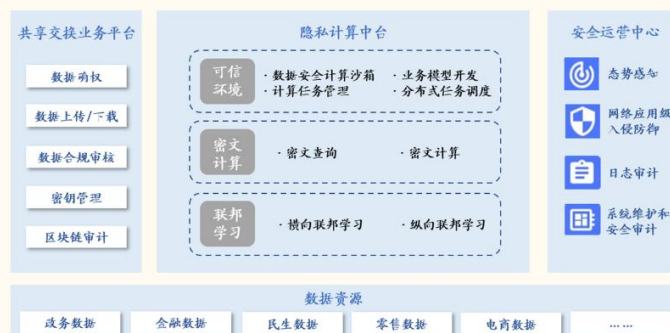 共享交换业务平台
数据确权
数据上传/下载
数据合规审核
密钥管理
区块链审计
隐私计算中台
可信
环境
·数据安全计算沙箱 ·业务模型开发
·计算任务管理 ·分布式任务调度
密文
计算
·密文查询 ·密文计算
联邦
学习
·横向联邦学习 ·纵向联邦学习
安全运营中心
态势感知
网络应用级
入侵防御
日志审计
系统维护和
安全审计
数据资源
政务数据 金融数据 民生数据 零售数据 电商数据 ……